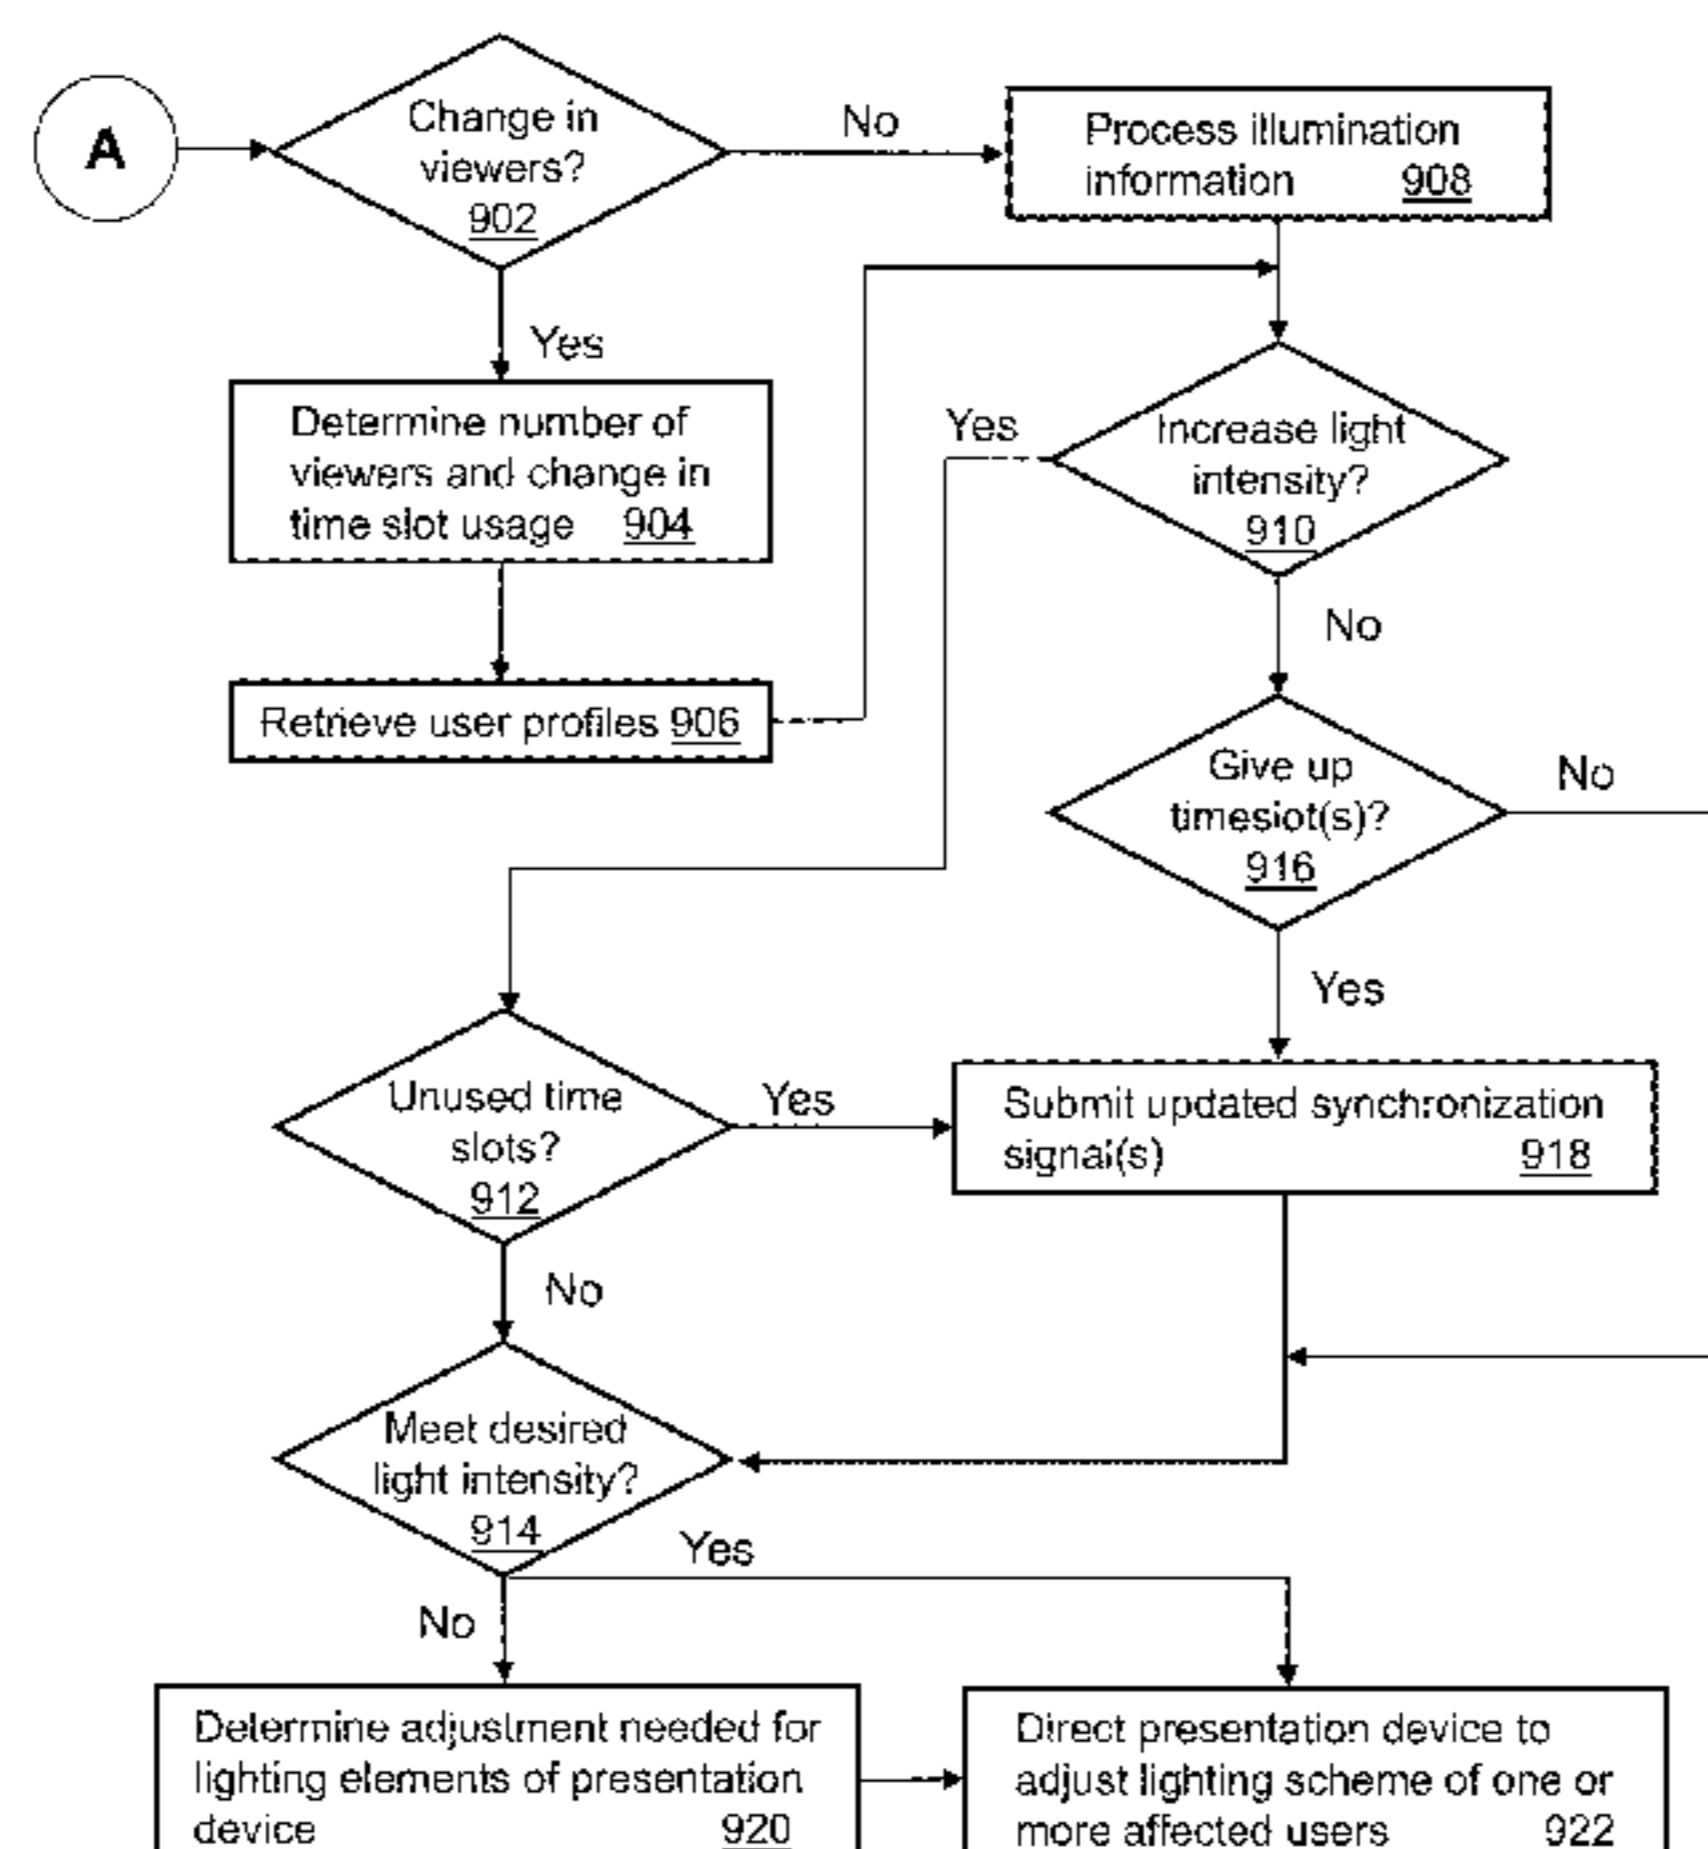 A
Change in
viewers?
902
No
Process illumination
information 908
Yes
Determine number of
viewers and change in
time slot usage 904
Retrieve user profiles 906
Yes
Increase light
intensity?
910
No
Give up
timeslot(s)?
916
No
Yes
Unused time
slots?
912
Yes
Submit updated synchronization
signal(s) 918
No
Meet desired
light intensity?
914
Yes
No
Determine adjustment needed for
lighting elements of presentation
device 920
Direct presentation device to
adjust lighting scheme of one or
more affected users 922